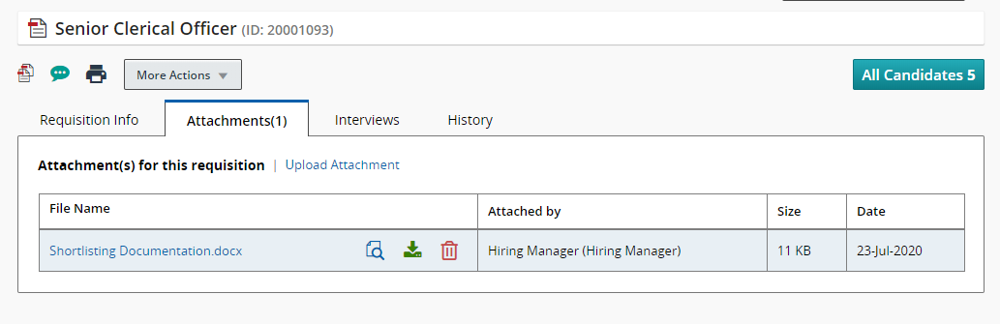 Senior Clerical Officer (ID: 20001093)
More Actions
All Candidates 5
Requisition Info Attachments(1) Interviews History
Attachment(s) for this requisition | Upload Attachment
File Name Attached by Size Date
Shortlisting Documentation.docx Hiring Manager (Hiring Manager) 11 KB 23-Jul-2020